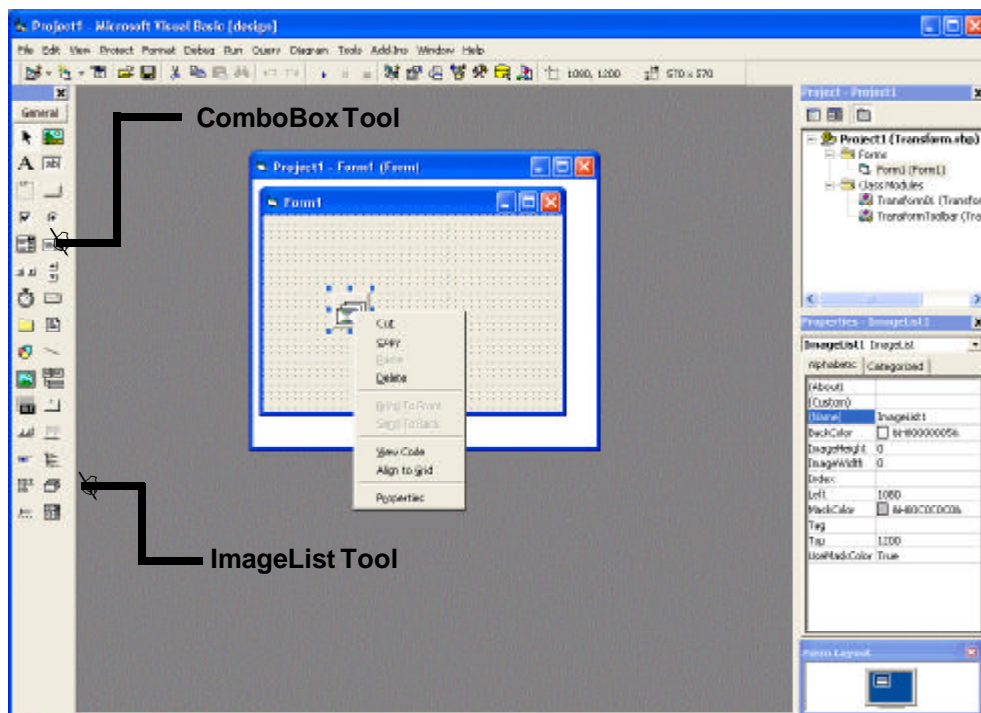 Project1 - Microsoft Visual Basic [design]
File Edit View Project Format Debug Run Query Diagram Tools Add-Ins Window Help
1080, 1200
570 x 570
General
ComboBox Tool
Project1 - Form1 (Form)
Form1
Cut
Copy
Paste
Delete
Bring To Front
Send To Back
View Code
Align to Grid
Properties
ImageList Tool
Project - Project1
Project1 (Transform.vbp)
Forms
Form1 (Form1)
Class Modules
TransformDL (Transfor
TransformToolbar (Tra
Properties - ImageList1
ImageList1 ImageList
Alphabetic Categorized
(About)
(Custom)
(Name) ImageList1
BackColor
ImageHeight 0
ImageWidth 0
Index
Left 1080
MaskColor
Tag
Top 1200
UseMaskColor True
Form Layout